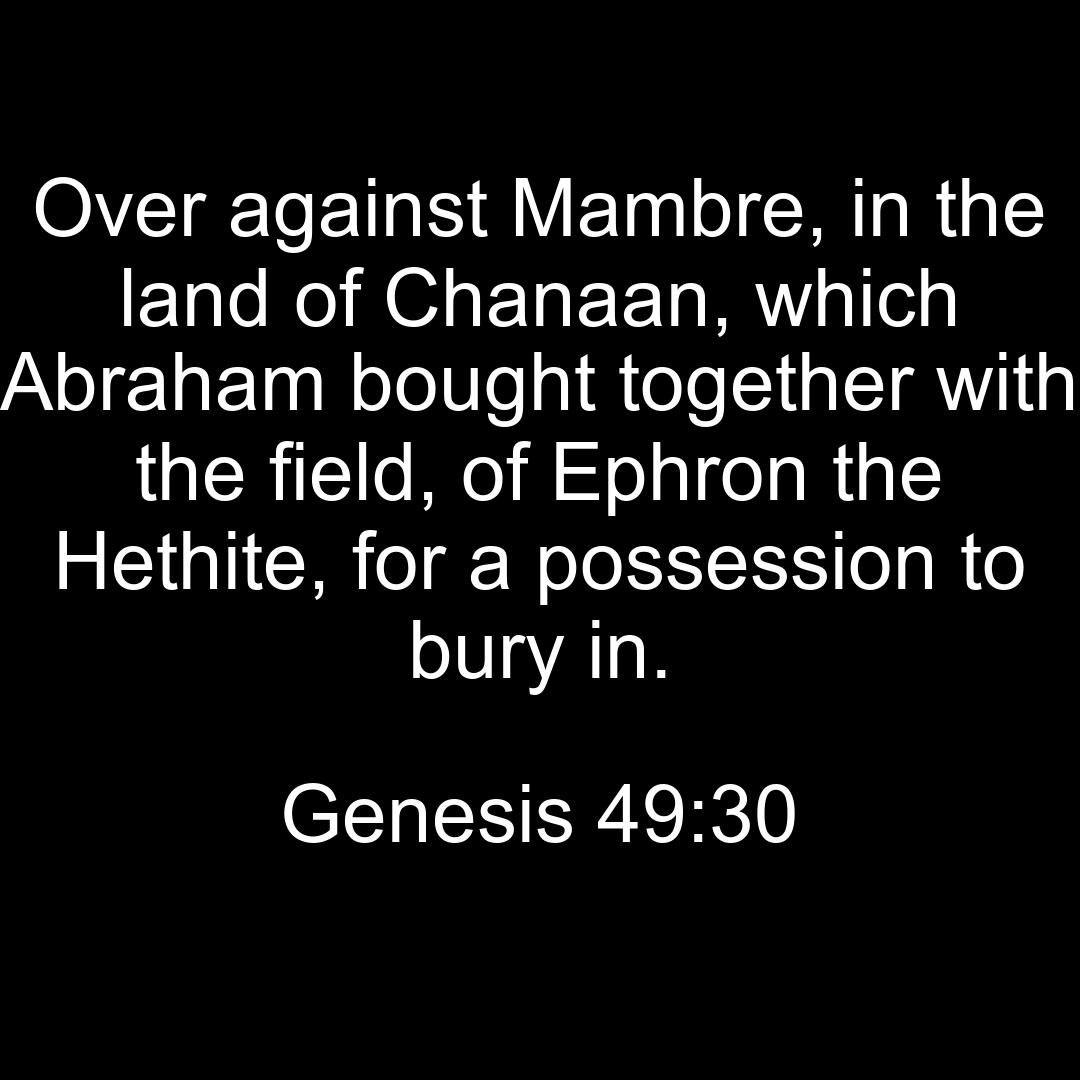 Over against Mambre, in the
land of Chanaan, which
Abraham bought together with
the field, of Ephron the
Hethite, for a possession to
bury in.
Genesis 49:30